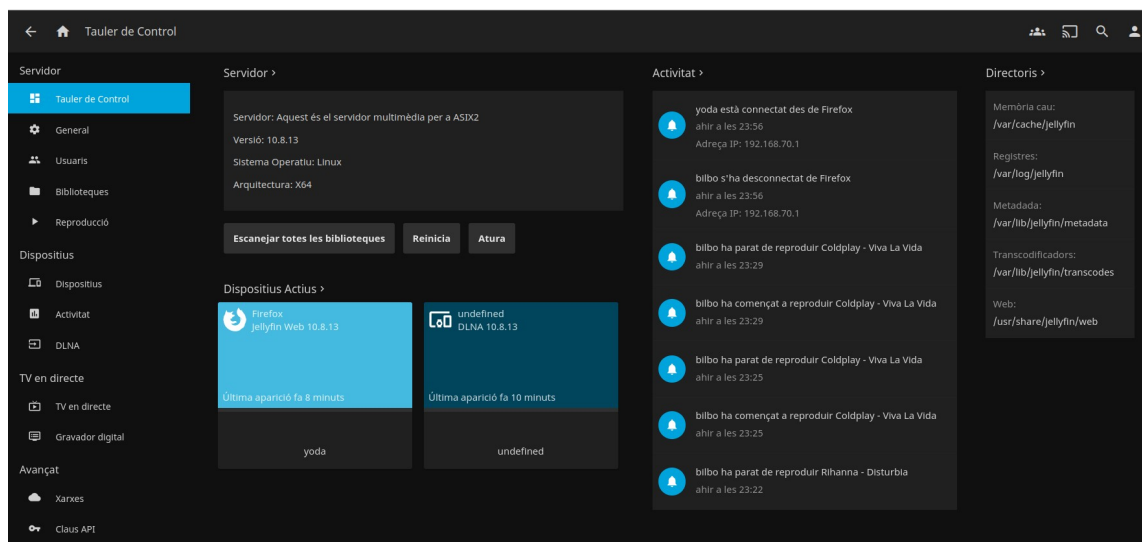 Tauler de Control
Servidor
Tauler de Control
General
Usuaris
Biblioteques
Reproducció
Dispositius
Dispositius
Activitat
DLNA
TV en directe
TV en directe
Gravador digital
Avançat
Xarxes
Claus API
Servidor
Servidor: Aquest és el servidor multimèdia per a ASIX2
Versió: 10.8.13
Sistema Operatiu: Linux
Arquitectura: X64
Escanejar totes les biblioteques Reinicia Atura
Dispositius Actius
Firefox
Jellyfin Web 10.8.13
Última aparició fa 8 minuts
yoda
undefined
DLNA 10.8.13
Última aparició fa 10 minuts
undefined
Activitat
yoda està connectat des de Firefox
ahir a les 23:56
Adreça IP: 192.168.70.1
bilbo s'ha desconnectat de Firefox
ahir a les 23:56
Adreça IP: 192.168.70.1
bilbo ha parat de reproduir Coldplay - Viva La Vida
ahir a les 23:29
bilbo ha començat a reproduir Coldplay - Viva La Vida
ahir a les 23:29
bilbo ha parat de reproduir Coldplay - Viva La Vida
ahir a les 23:25
bilbo ha començat a reproduir Coldplay - Viva La Vida
ahir a les 23:25
bilbo ha parat de reproduir Rihanna - Disturbia
ahir a les 23:22
Directoris
Memòria cau:
/var/cache/jellyfin
Registres:
/var/log/jellyfin
Metadada:
/var/lib/jellyfin/metadata
Transcodificadors:
/var/lib/jellyfin/transcodes
Web:
/usr/share/jellyfin/web